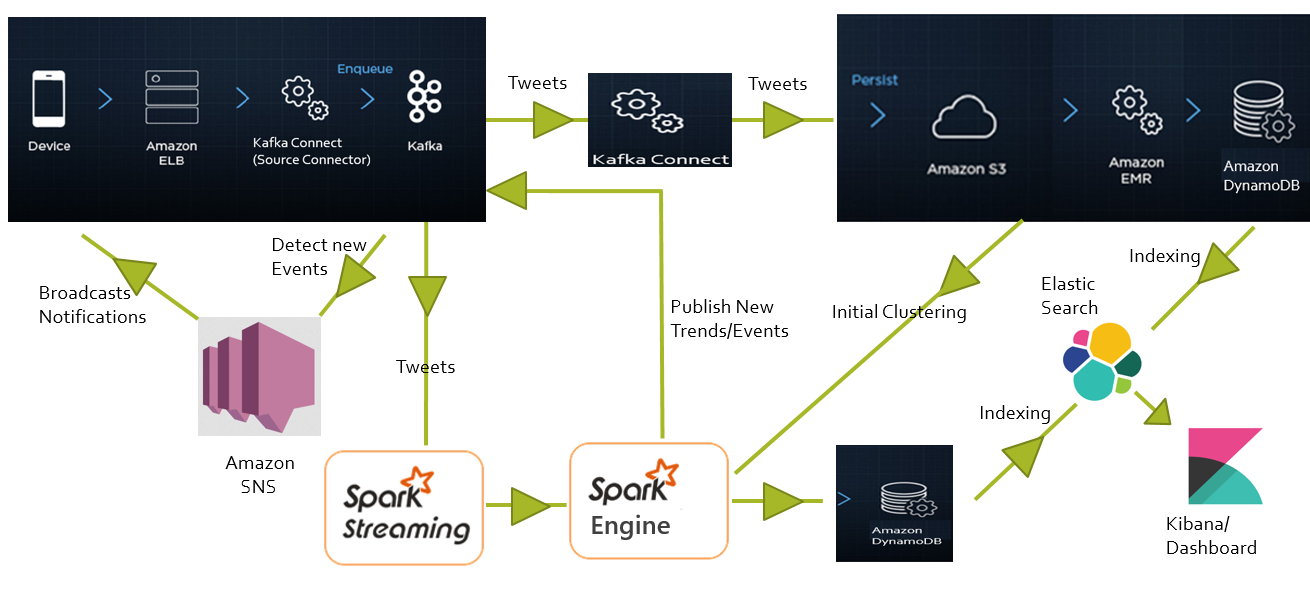 Enqueue
Device
Amazon
ELB
Kafka Connect
(Source Connector)
Kafka
Tweets
Kafka Connect
Tweets
Persist
Amazon S3
Amazon
EMR
Amazon
DynamoDB
Detect new
Events
Broadcasts
Notifications
Amazon
SNS
Tweets
Publish New
Trends/Events
Initial Clustering
Indexing
Elastic
Search
Indexing
Spark
Streaming
Spark
Engine
Amazon
DynamoDB
Kibana/
Dashboard